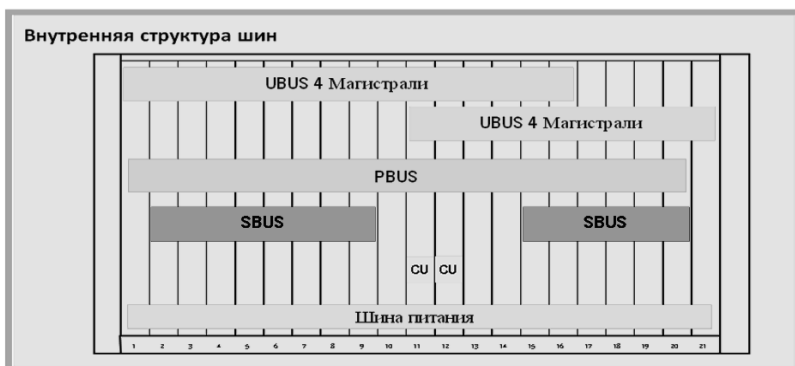 Внутренняя структура шин
UBUS 4 Магистрали
UBUS 4 Магистрали
PBUS
SBUS SBUS
CU CU
Шина питания
1 2 3 4 5 6 7 8 9 10 11 12 13 14 15 16 17 18 19 20 21